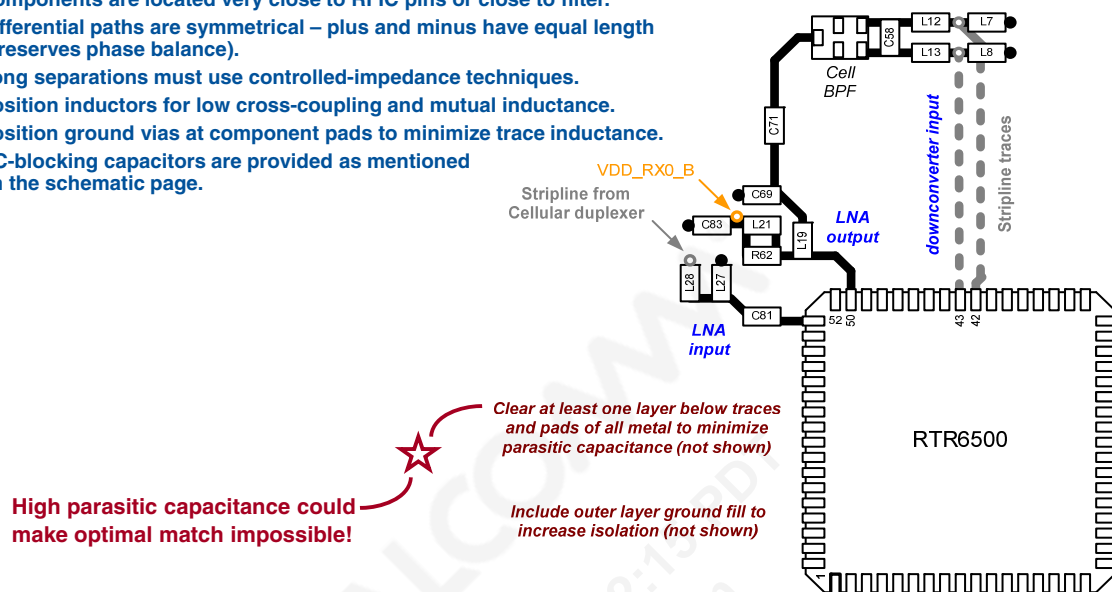 omponents are located very close to RFIC pins or close to filter.
fferential paths are symmetrical – plus and minus have equal length
reserves phase balance).
ong separations must use controlled-impedance techniques.
osition inductors for low cross-coupling and mutual inductance.
osition ground vias at component pads to minimize trace inductance.
C-blocking capacitors are provided as mentioned
the schematic page.
L12
L7
C58
L13
L8
Cell
BPF
C71
downconverter input
Stripline traces
VDD_RX0_B
Stripline from
Cellular duplexer
C69
C83
L21
L19
LNA
output
R62
L28
L27
C81
LNA
input
52
50
43
42
RTR6500
1
Clear at least one layer below traces
and pads of all metal to minimize
parasitic capacitance (not shown)
High parasitic capacitance could
make optimal match impossible!
Include outer layer ground fill to
increase isolation (not shown)